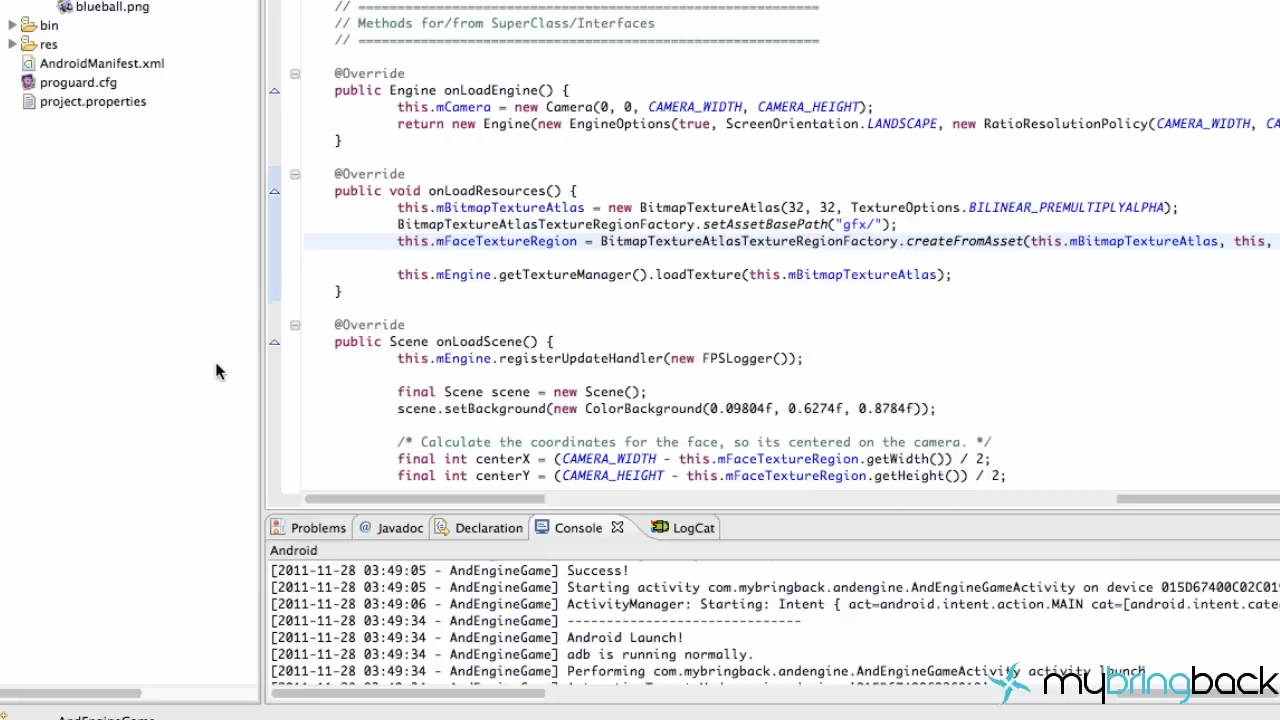 blueball.png
bin
res
AndroidManifest.xml
proguard.cfg
project.properties
// ===========================================================
// Methods for/from SuperClass/Interfaces
// ===========================================================
@Override
public Engine onLoadEngine() {
this.mCamera = new Camera(0, 0, CAMERA_WIDTH, CAMERA_HEIGHT);
return new Engine(new EngineOptions(true, ScreenOrientation.LANDSCAPE, new RatioResolutionPolicy(CAMERA_WIDTH, CA
}
@Override
public void onLoadResources() {
this.mBitmapTextureAtlas = new BitmapTextureAtlas(32, 32, TextureOptions.BILINEAR_PREMULTIPLYALPHA);
BitmapTextureAtlasTextureRegionFactory.setAssetBasePath("gfx/");
this.mFaceTextureRegion = BitmapTextureAtlasTextureRegionFactory.createFromAsset(this.mBitmapTextureAtlas, this,
this.mEngine.getTextureManager().loadTexture(this.mBitmapTextureAtlas);
}
@Override
public Scene onLoadScene() {
this.mEngine.registerUpdateHandler(new FPSLogger());
final Scene scene = new Scene();
scene.setBackground(new ColorBackground(0.09804f, 0.6274f, 0.8784f));
/* Calculate the coordinates for the face, so its centered on the camera. */
final int centerX = (CAMERA_WIDTH - this.mFaceTextureRegion.getWidth()) / 2;
final int centerY = (CAMERA_HEIGHT - this.mFaceTextureRegion.getHeight()) / 2;
Problems @ Javadoc Declaration Console LogCat
Android
[2011-11-28 03:49:05 - AndEngineGame] Success!
[2011-11-28 03:49:05 - AndEngineGame] Starting activity com.mybringback.andengine.AndEngineGameActivity on device 015D67400C02C019
[2011-11-28 03:49:06 - AndEngineGame] ActivityManager: Starting: Intent { act=android.intent.action.MAIN cat=[android.intent.cate
[2011-11-28 03:49:34 - AndEngineGame] ------------------------------
[2011-11-28 03:49:34 - AndEngineGame] Android Launch!
[2011-11-28 03:49:34 - AndEngineGame] adb is running normally.
[2011-11-28 03:49:34 - AndEngineGame] Performing com.mybringback.andengine.AndEngineGameActivity activity launch
mybringback
AndEngineGame